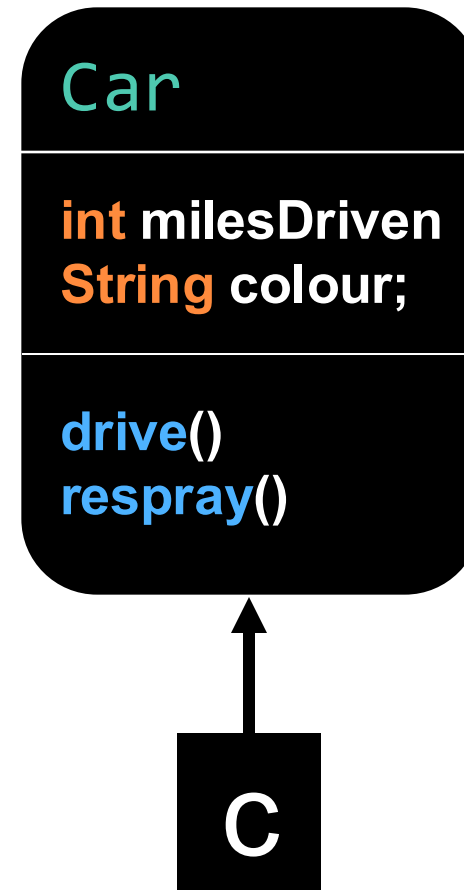 Car
int milesDriven
String colour;
drive()
respray()
c